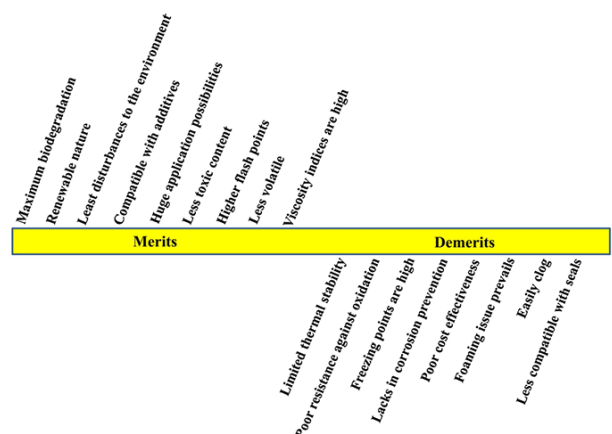 Maximum biodegradation
Renewable nature
Least disturbances to the environment
Compatible with additives
Huge application possibilities
Less toxic content
Higher flash points
Less volatile
Viscosity indices are high
Merits
Demerits
Limited thermal stability
Poor resistance against oxidation
Freezing points are high
Lacks in corrosion prevention
Poor cost effectiveness
Foaming issue prevails
Easily clog
Less compatible with seals